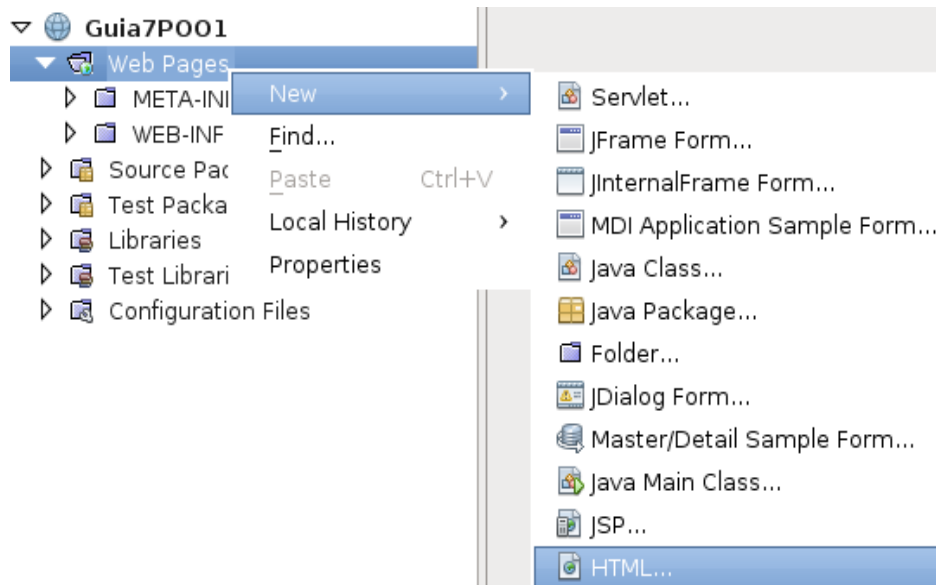 Guia7POO1
Web Pages
META-INI
WEB-INF
Source Pac
Test Packa
Libraries
Test Librari
Configuration Files
New
Find...
Paste Ctrl+V
Local History
Properties
Servlet...
JFrame Form...
JInternalFrame Form...
MDI Application Sample Form...
Java Class...
Java Package...
Folder...
JDialog Form...
Master/Detail Sample Form...
Java Main Class...
JSP...
HTML...